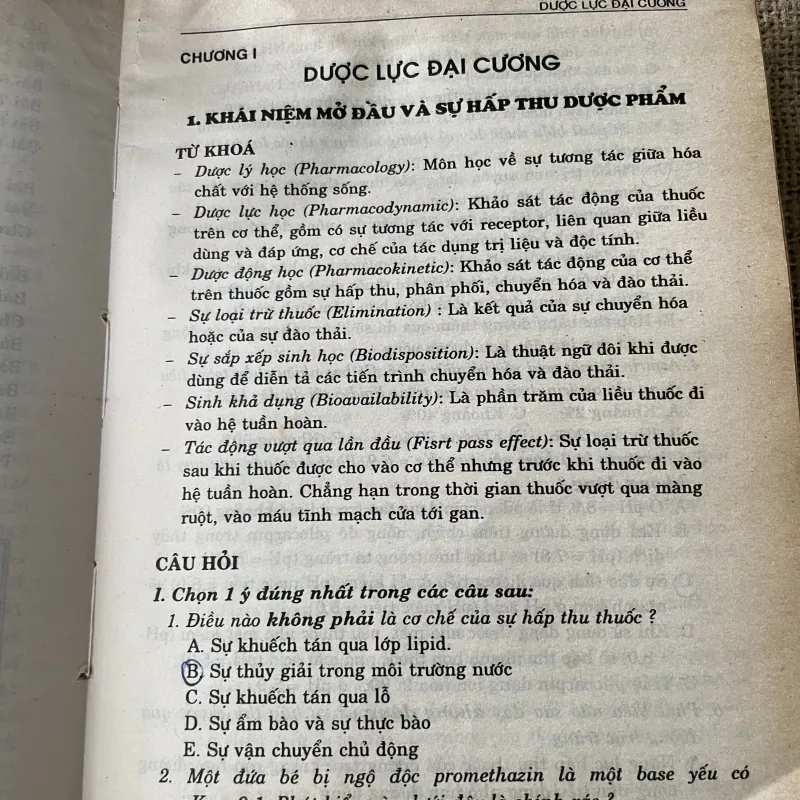 DƯỢC LỰC ĐẠI CƯƠNG
CHƯƠNG I
DƯỢC LỰC ĐẠI CƯƠNG
1. KHÁI NIỆM MỞ ĐẦU VÀ SỰ HẤP THU DƯỢC PHẨM
TỪ KHOÁ
– Dược lý học (Pharmacology): Môn học về sự tương tác giữa hóa
chất với hệ thống sống.
– Dược lực học (Pharmacodynamic): Khảo sát tác động của thuốc
trên cơ thể, gồm có sự tương tác với receptor, liên quan giữa liều
dùng và đáp ứng, cơ chế của tác dụng trị liệu và độc tính.
– Dược động học (Pharmacokinetic): Khảo sát tác động của cơ thể
trên thuốc gồm sự hấp thu, phân phối, chuyển hóa và đào thải.
– Sự loại trừ thuốc (Elimination) : Là kết quả của sự chuyển hóa
hoặc của sự đào thải.
– Sự sắp xếp sinh học (Biodisposition): Là thuật ngữ đôi khi được
dùng để diễn tả các tiến trình chuyển hóa và đào thải.
– Sinh khả dụng (Bioavailability): Là phần trăm của liều thuốc đi
vào hệ tuần hoàn.
– Tác động vượt qua lần đầu (Fisrt pass effect): Sự loại trừ thuốc
sau khi thuốc được cho vào cơ thể nhưng trước khi thuốc đi vào
hệ tuần hoàn. Chẳng hạn trong thời gian thuốc vượt qua màng
ruột, vào máu tĩnh mạch cửa tới gan.
CÂU HỎI
I. Chọn 1 ý đúng nhất trong các câu sau:
1. Điều nào không phải là cơ chế của sự hấp thu thuốc ?
A. Sự khuếch tán qua lớp lipid.
B. Sự thủy giải trong môi trường nước
C. Sự khuếch tán qua lỗ
D. Sự ẩm bào và sự thực bào
E. Sự vận chuyển chủ động
2. Một đứa bé bị ngộ độc promethazin là một base yếu có